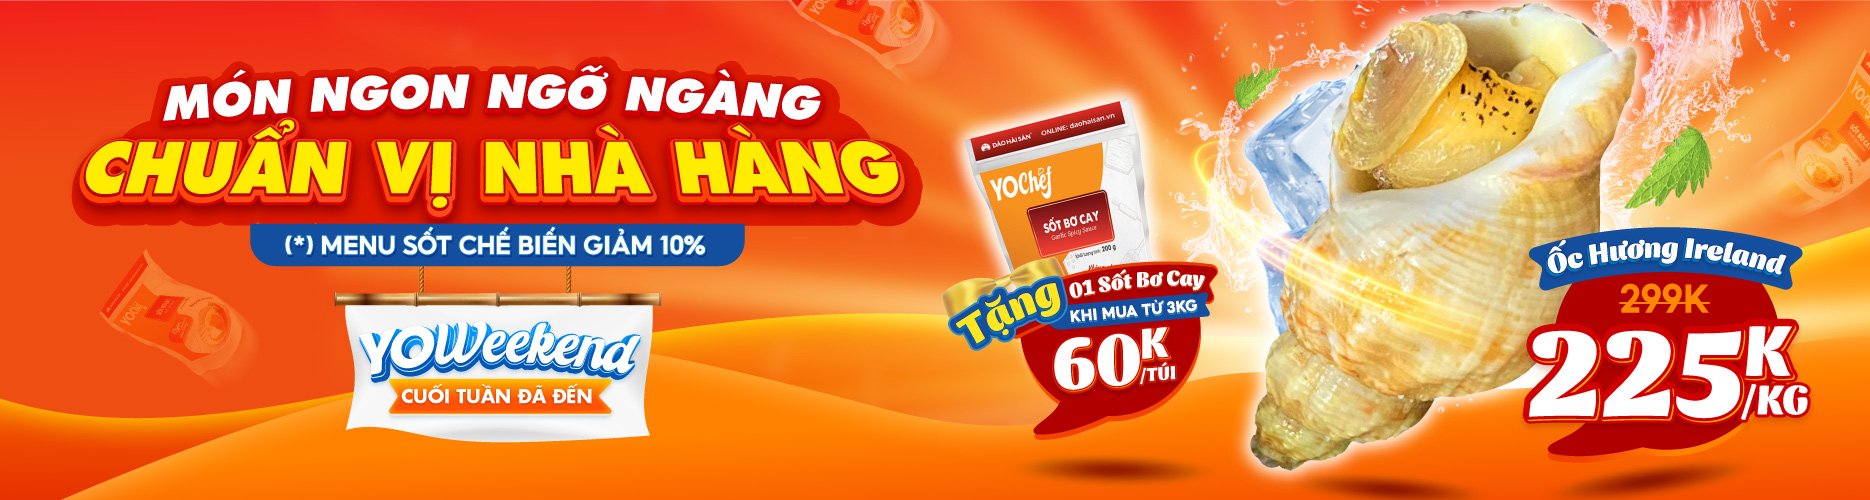 MÓN NGON NGỠ NGÀNG
CHUẨN VỊ NHÀ HÀNG
(*) MENU SỐT CHẾ BIẾN GIẢM 10%
YOWeekend
CUỐI TUẦN ĐÃ ĐẾN
ĐẢO HẢI SẢN ONLINE: daohaisan.vn
YOChef
SỐT BƠ CAY
Garlic Spicy Sauce
200 g
Tặng
01 Sốt Bơ Cay
KHI MUA TỪ 3KG
60K/TÚI
Ốc Hương Ireland
299K
225K/KG